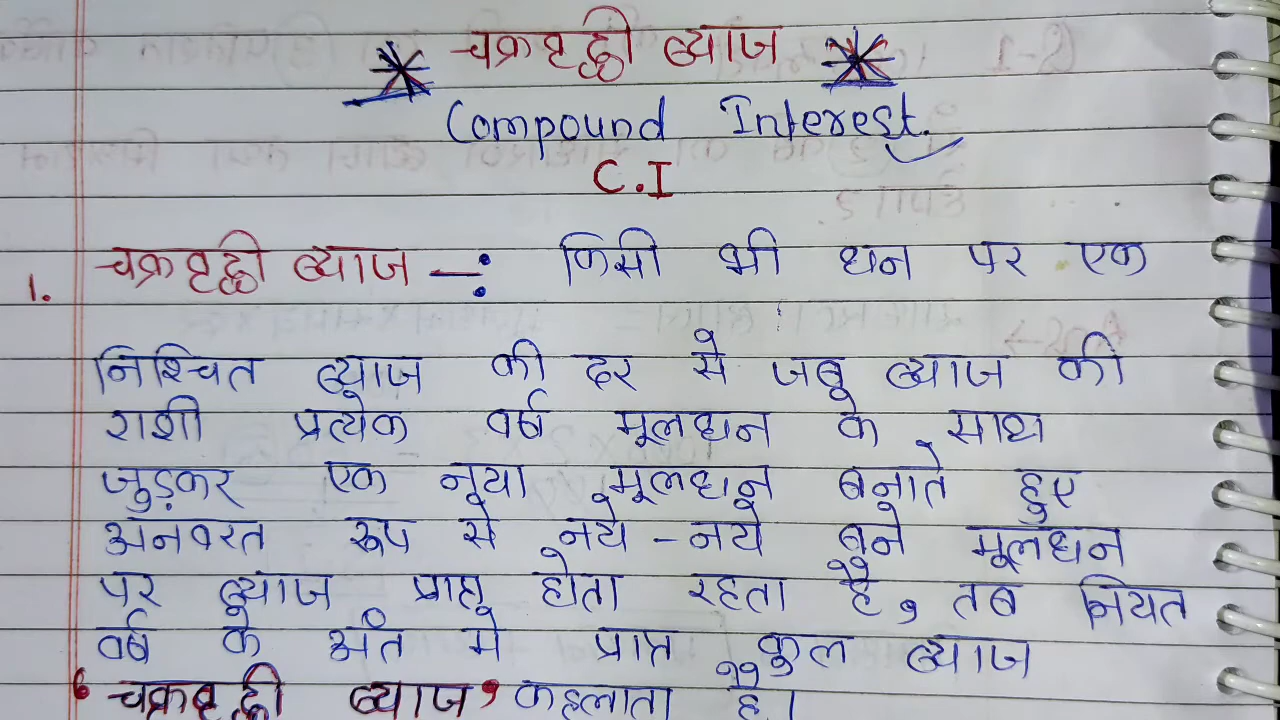 चक्रवृद्धी ब्याज
Compound Interest.
C.I
1. चक्रवृद्धी ब्याज —: किसी भी धन पर एक
निश्चित ब्याज की दर से जब ब्याज की
राशी प्रत्येक वर्ष मूलधन के साथ
जुड़कर एक नया मूलधन बनाते हुए
अनवरत रूप से नये - नये बने मूलधन
पर ब्याज प्राप्त होता रहता है, तब नियत
वर्ष के अंत मे प्राप्त कुल ब्याज
‘चक्रवृद्धी ब्याज’ कहलाता है।